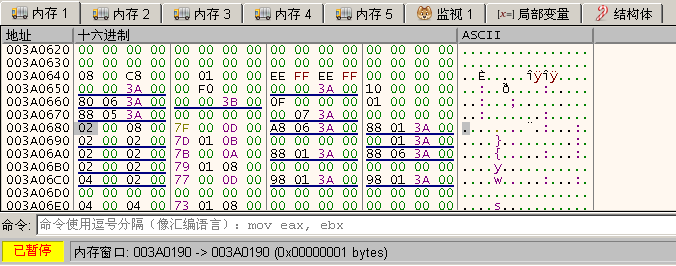 内存 1 内存 2 内存 3 内存 4 内存 5 监视 1 [x=] 局部变量 结构体
地址 十六进制 ASCII
003A0620 00 00 00 00 00 00 00 00 00 00 00 00 00 00 00 00 ................
003A0630 00 00 00 00 00 00 00 00 00 00 00 00 00 00 00 00 ................
003A0640 08 00 C8 00 00 01 00 00 EE FF EE FF 00 00 00 00 ..È.....îÿîÿ....
003A0650 00 00 3A 00 00 F0 00 00 00 00 3A 00 10 00 00 00 ..:..ð....:.....
003A0660 80 06 3A 00 00 00 3B 00 0F 00 00 00 01 00 00 00 ..:...;.........
003A0670 88 05 3A 00 00 00 00 00 00 07 3A 00 00 00 00 00 ..:.......:.....
003A0680 02 00 08 00 7F 00 0D 00 A8 06 3A 00 88 01 3A 00
003A0690 02 00 02 00 7D 01 0B 00 00 00 00 00 00 01 3A 00 ....}.........:.
003A06A0 02 00 02 00 7B 00 0A 00 88 01 3A 00 88 06 3A 00 ....{.....:...:.
003A06B0 02 00 02 00 79 01 08 00 00 00 00 00 00 00 00 00 ....y...........
003A06C0 04 00 02 00 77 00 0D 00 98 01 3A 00 98 01 3A 00 ....w.....:...:.
003A06D0 00 00 00 00 00 00 00 00 00 00 00 00 00 00 00 00 ................
003A06E0 04 00 02 00 73 01 08 00 00 00 00 00 00 00 00 00 ....s...........
命令: 命令使用逗号分隔（像汇编语言）: mov eax, ebx
已暂停 内存窗口: 003A0190 -> 003A0190 (0x00000001 bytes)